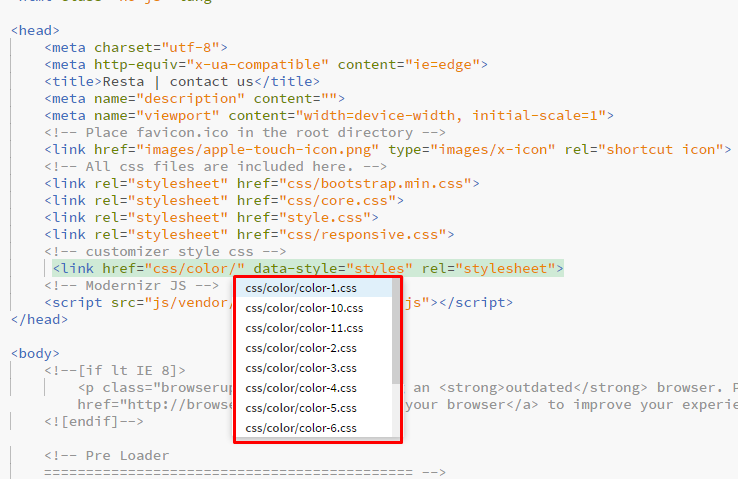 <head>
<meta charset="utf-8">
<meta http-equiv="x-ua-compatible" content="ie=edge">
<title>Resta | contact us</title>
<meta name="description" content="">
<meta name="viewport" content="width=device-width, initial-scale=1">
<!-- Place favicon.ico in the root directory -->
<link href="images/apple-touch-icon.png" type="images/x-icon" rel="shortcut icon">
<!-- All css files are included here. -->
<link rel="stylesheet" href="css/bootstrap.min.css">
<link rel="stylesheet" href="css/core.css">
<link rel="stylesheet" href="style.css">
<link rel="stylesheet" href="css/responsive.css">
<!-- customizer style css -->
<link href="css/color/" data-style="styles" rel="stylesheet">
<!-- Modernizr JS -->
<script src="js/vendor/ js"></script>
</head>
css/color/color-1.css
css/color/color-10.css
css/color/color-11.css
css/color/color-2.css
css/color/color-3.css
css/color/color-4.css
css/color/color-5.css
css/color/color-6.css
<body>
<!--[if lt IE 8]>
<p class="browserup an <strong>outdated</strong> browser. P
href="http://browse your browser</a> to improve your experie
<![endif]-->
<!-- Pre Loader
============================================ -->